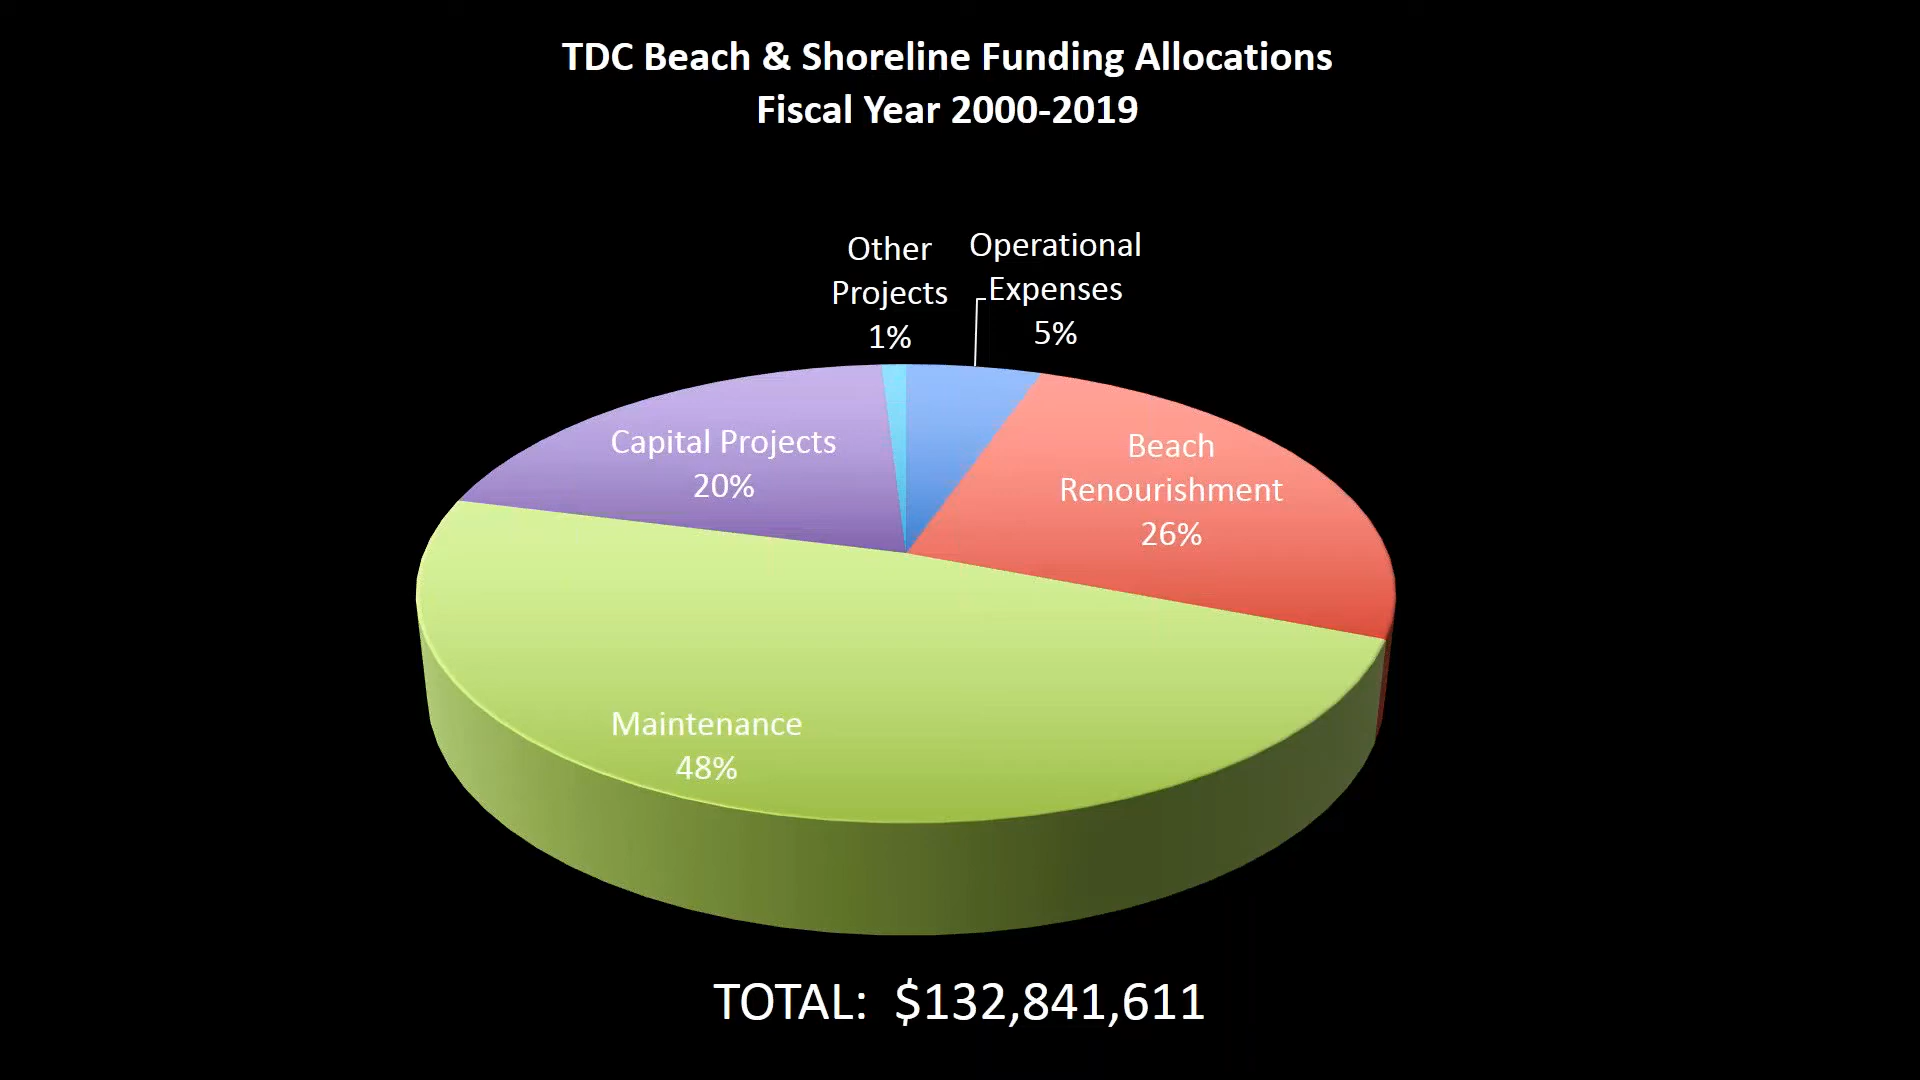 TDC Beach & Shoreline Funding Allocations
Fiscal Year 2000-2019
Other
Projects
1%
Operational
Expenses
5%
Capital Projects
20%
Beach
Renourishment
26%
Maintenance
48%
TOTAL: $132,841,611